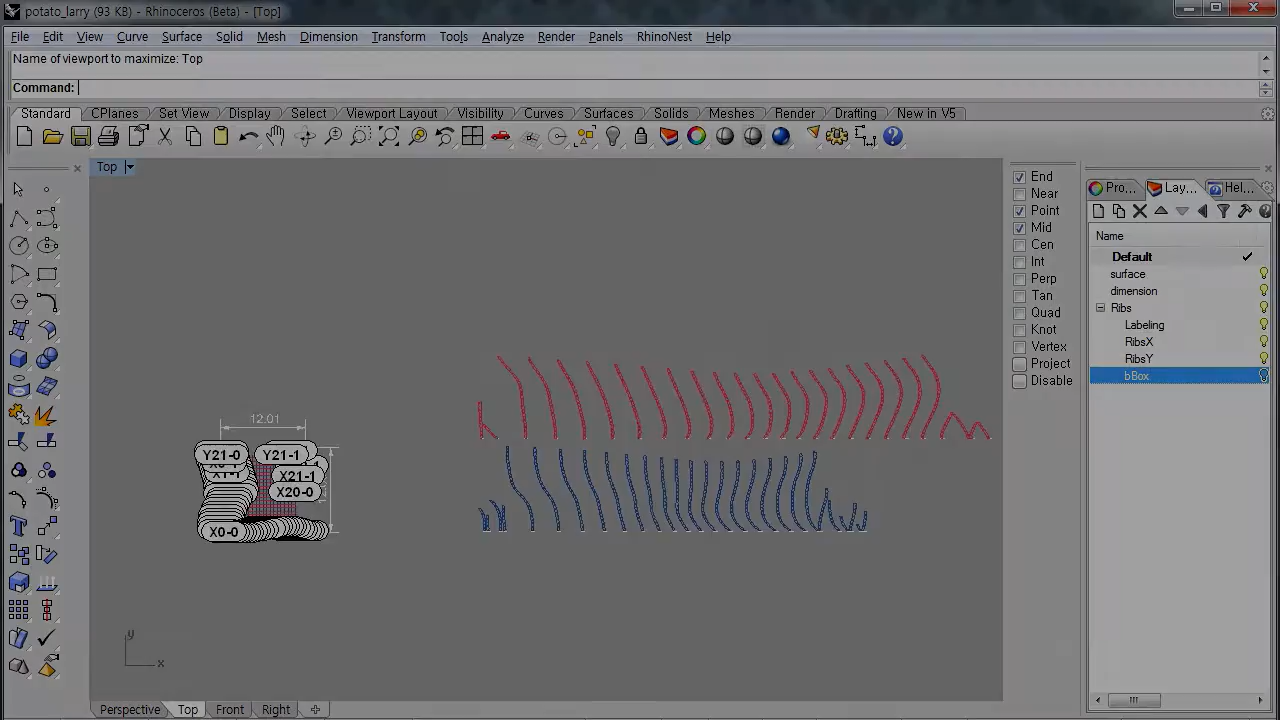 potato_larry (93 KB) - Rhinoceros (Beta) - [Top]
File Edit View Curve Surface Solid Mesh Dimension Transform Tools Analyze Render Panels RhinoNest Help
Name of viewport to maximize: Top
Command:
Standard CPlanes Set View Display Select Viewport Layout Visibility Curves Surfaces Solids Meshes Render Drafting New in V5
Top
End
Near
Point
Mid
Cen
Int
Perp
Tan
Quad
Knot
Vertex
Project
Disable
Pro... Lay... Hel...
Name
Default
surface
dimension
Ribs
Labeling
RibsX
RibsY
bBox
12.01
Y21-0 Y21-1
X21-1
X20-0
X0-0
y
x
Perspective Top Front Right